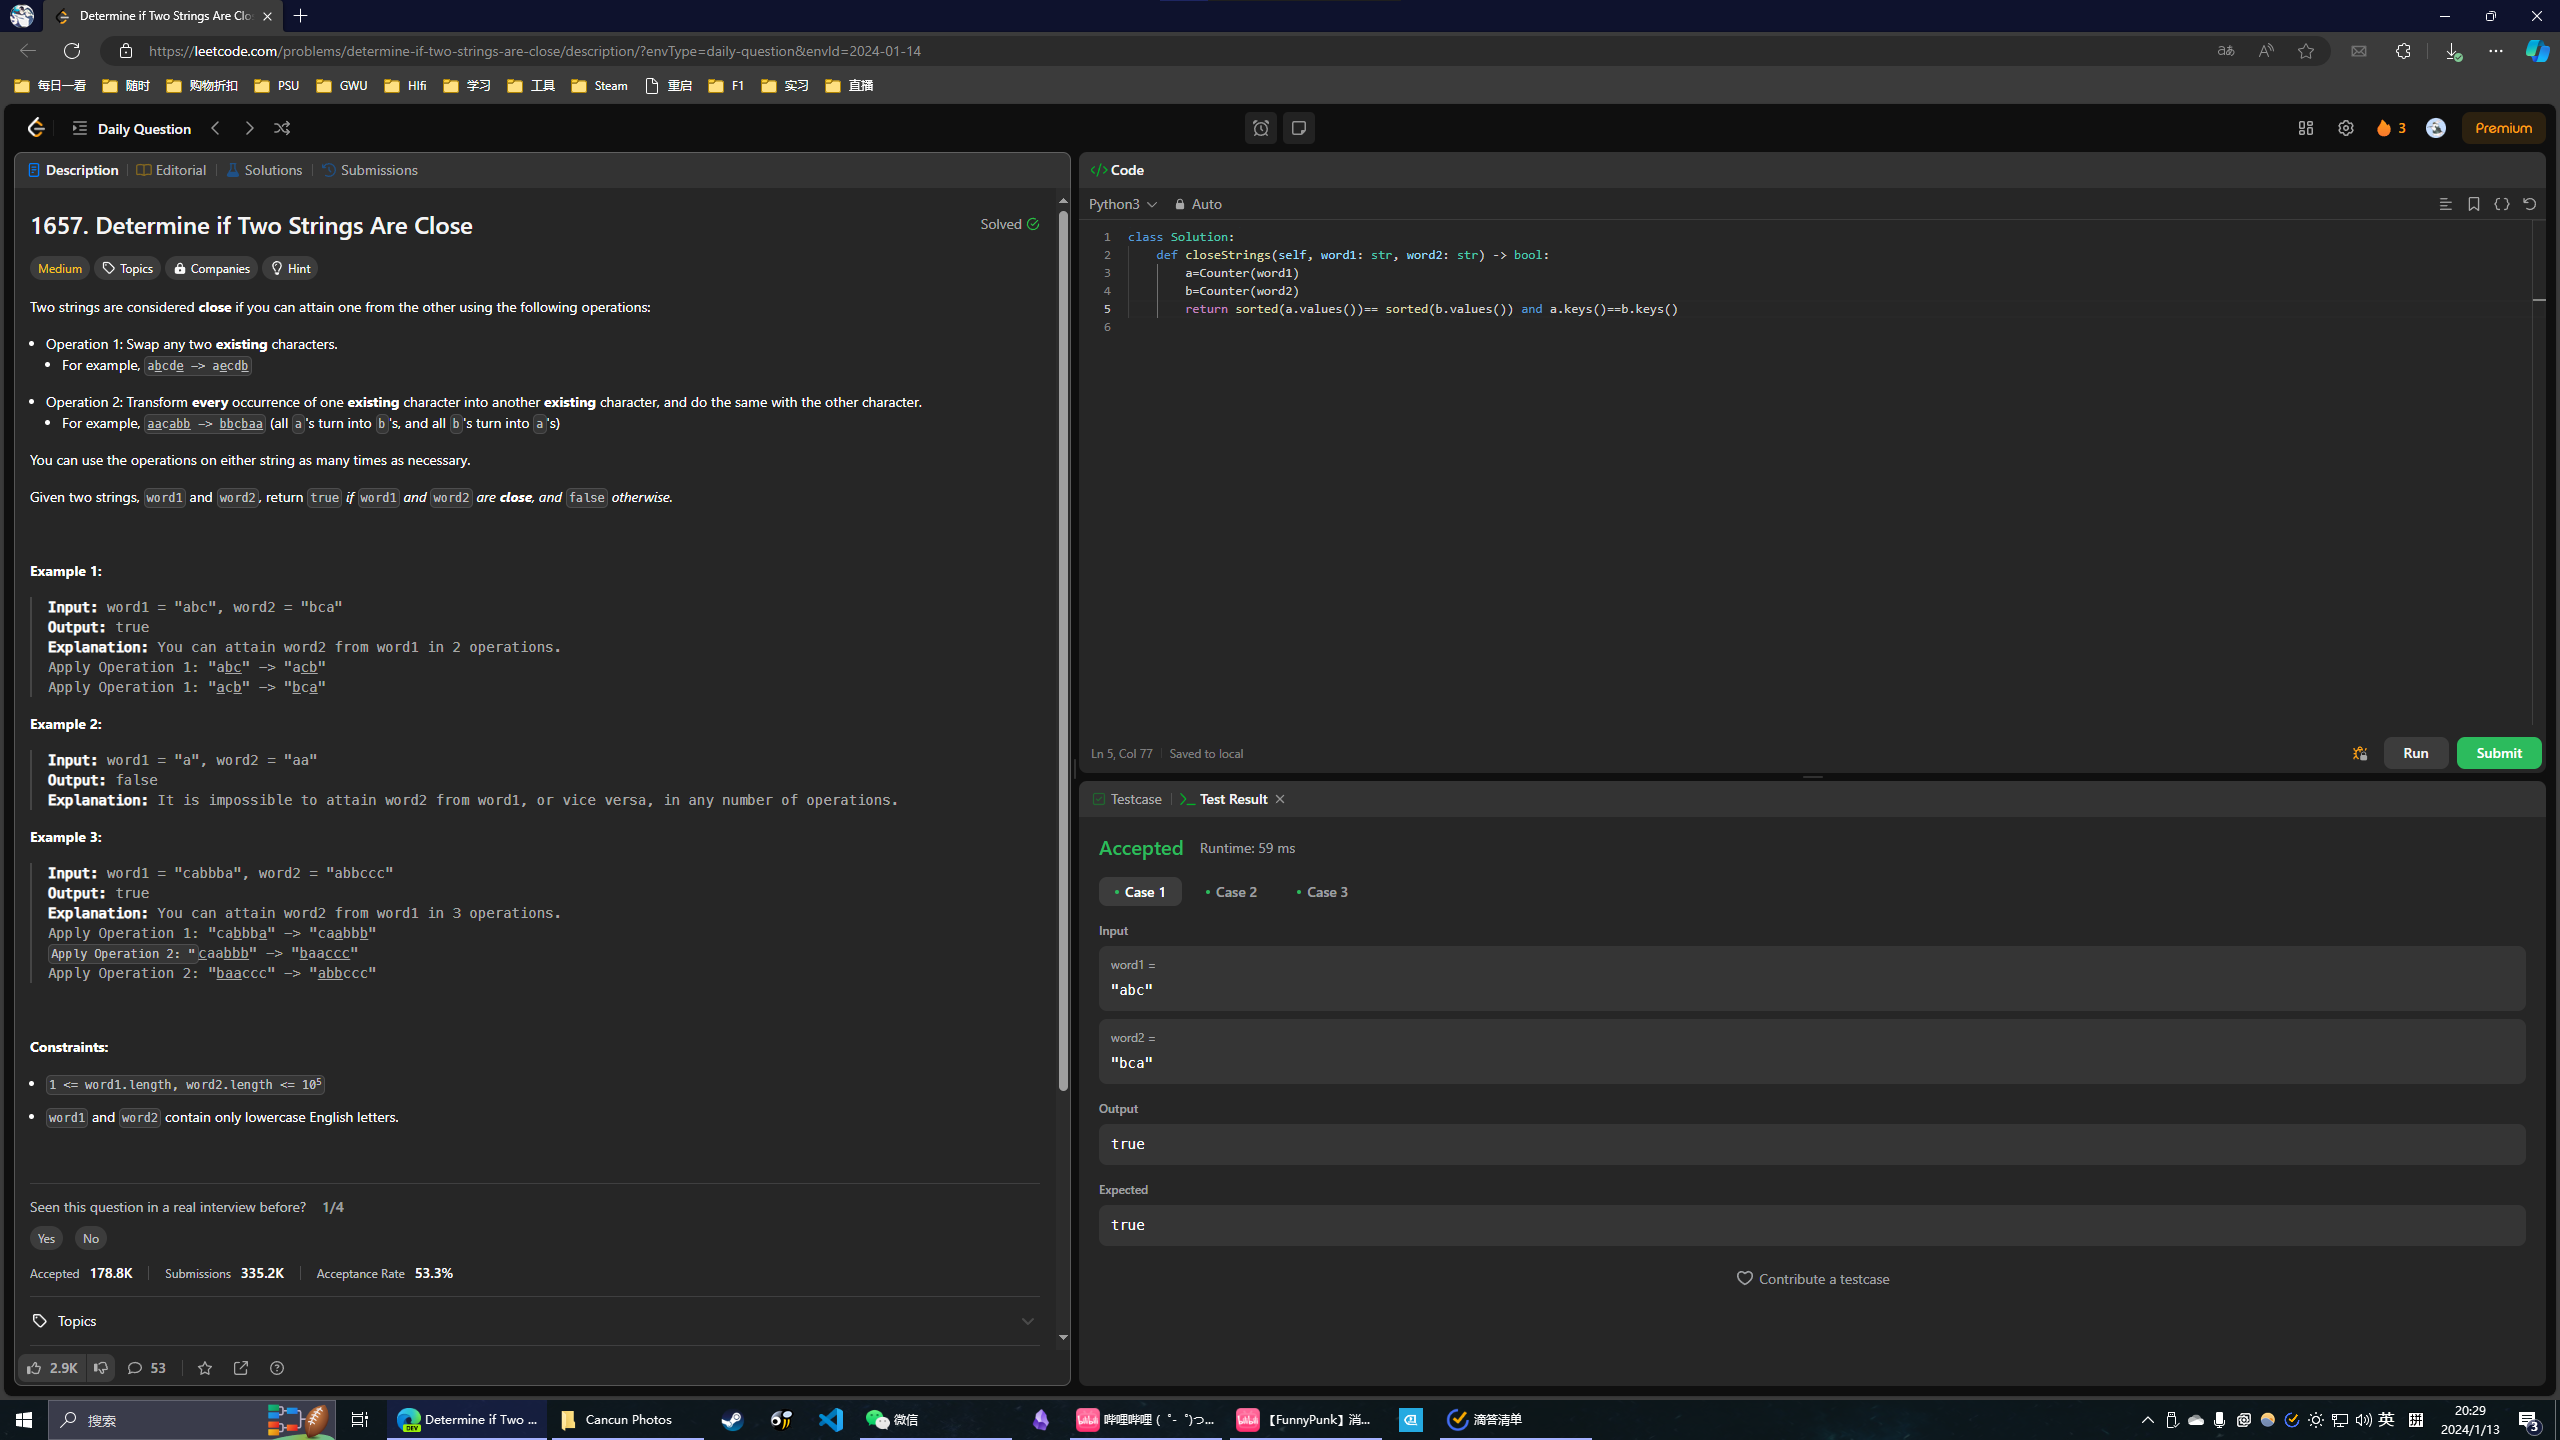 Determine if Two Strings Are Clo
https://leetcode.com/problems/determine-if-two-strings-are-close/description/?envType=daily-question&envId=2024-01-14
每日一看 随时 购物折扣 PSU GWU HIfi 学习 工具 Steam 重启 F1 实习 直播
Daily Question
3 Premium
Description Editorial Solutions Submissions
1657. Determine if Two Strings Are Close
Solved
Medium Topics Companies Hint
Two strings are considered close if you can attain one from the other using the following operations:
Operation 1: Swap any two existing characters.
For example, abcde -> aecdb
Operation 2: Transform every occurrence of one existing character into another existing character, and do the same with the other character.
For example, aacabb -> bbcbaa (all a's turn into b's, and all b's turn into a's)
You can use the operations on either string as many times as necessary.
Given two strings, word1 and word2, return true if word1 and word2 are close, and false otherwise.
Example 1:
Input: word1 = "abc", word2 = "bca"
Output: true
Explanation: You can attain word2 from word1 in 2 operations.
Apply Operation 1: "abc" -> "acb"
Apply Operation 1: "acb" -> "bca"
Example 2:
Input: word1 = "a", word2 = "aa"
Output: false
Explanation: It is impossible to attain word2 from word1, or vice versa, in any number of operations.
Example 3:
Input: word1 = "cabbba", word2 = "abbccc"
Output: true
Explanation: You can attain word2 from word1 in 3 operations.
Apply Operation 1: "cabbba" -> "caabbb"
Apply Operation 2: "caabbb" -> "baaccc"
Apply Operation 2: "baaccc" -> "abbccc"
Constraints:
1 <= word1.length, word2.length <= 10⁵
word1 and word2 contain only lowercase English letters.
Seen this question in a real interview before? 1/4
Yes No
Accepted 178.8K Submissions 335.2K Acceptance Rate 53.3%
Topics
2.9K 53
</> Code
Python3 Auto
1 class Solution:
2 def closeStrings(self, word1: str, word2: str) -> bool:
3 a=Counter(word1)
4 b=Counter(word2)
5 return sorted(a.values())== sorted(b.values()) and a.keys()==b.keys()
6
Ln 5, Col 77 Saved to local
Run Submit
Testcase Test Result
Accepted Runtime: 59 ms
Case 1 Case 2 Case 3
Input
word1 =
"abc"
word2 =
"bca"
Output
true
Expected
true
Contribute a testcase
搜索 Determine if Two ... Cancun Photos 微信 哔哩哔哩 ( ゜- ゜)つ... 【FunnyPunk】消... 滴答清单
英 拼
20:29
2024/1/13
3